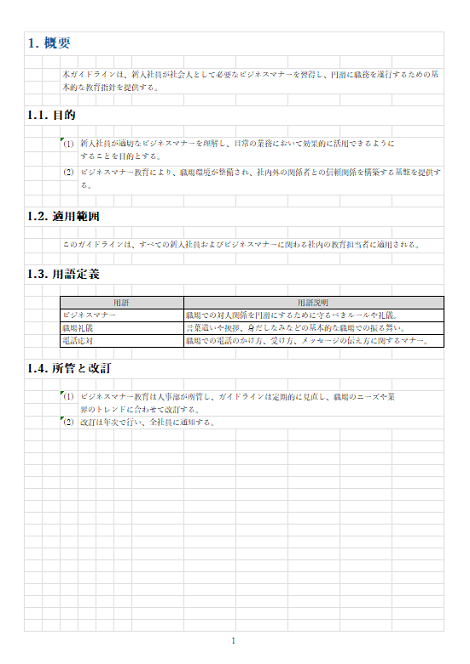 1. 概要
本ガイドラインは、新入社員が社会人として必要なビジネスマナーを習得し、円滑に職務を遂行するための基
本的な教育指針を提供する。
1.1. 目的
(1) 新入社員が適切なビジネスマナーを理解し、日常の業務において効果的に活用できるように
することを目的とする。
(2) ビジネスマナー教育により、職場環境が整備され、社内外の関係者との信頼関係を構築する基盤を提供す
る。
1.2. 適用範囲
このガイドラインは、すべての新入社員およびビジネスマナーに関わる社内の教育担当者に適用される。
1.3. 用語定義
用語 用語説明
ビジネスマナー 職場での対人関係を円滑にするために守るべきルールや礼儀。
職場礼儀 言葉遣いや挨拶、身だしなみなどの基本的な職場での振る舞い。
電話応対 職場での電話のかけ方、受け方、メッセージの伝え方に関するマナー。
1.4. 所管と改訂
(1) ビジネスマナー教育は人事部が所管し、ガイドラインは定期的に見直し、職場のニーズや業
界のトレンドに合わせて改訂する。
(2) 改訂は年次で行い、全社員に通知する。
1